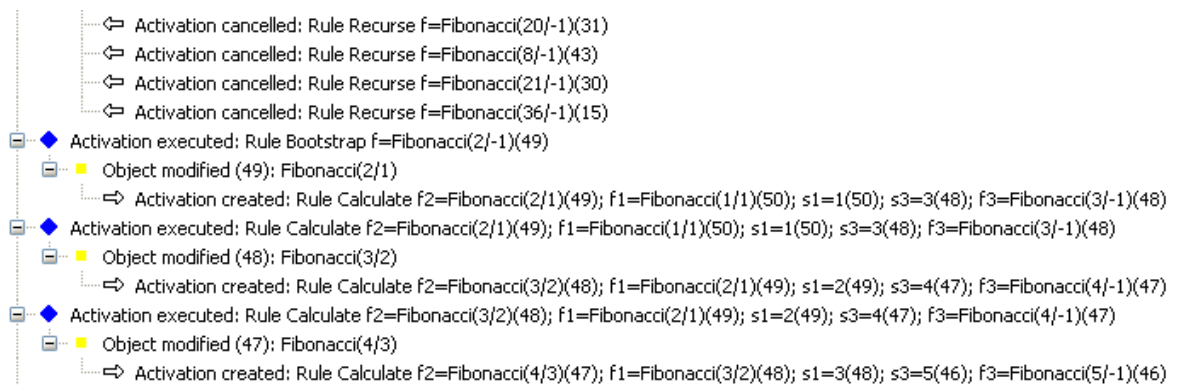 Activation cancelled: Rule Recurse f=Fibonacci(20/-1)(31)
Activation cancelled: Rule Recurse f=Fibonacci(8/-1)(43)
Activation cancelled: Rule Recurse f=Fibonacci(21/-1)(30)
Activation cancelled: Rule Recurse f=Fibonacci(36/-1)(15)
Activation executed: Rule Bootstrap f=Fibonacci(2/-1)(49)
Object modified (49): Fibonacci(2/1)
Activation created: Rule Calculate f2=Fibonacci(2/1)(49); f1=Fibonacci(1/1)(50); s1=1(50); s3=3(48); f3=Fibonacci(3/-1)(48)
Activation executed: Rule Calculate f2=Fibonacci(2/1)(49); f1=Fibonacci(1/1)(50); s1=1(50); s3=3(48); f3=Fibonacci(3/-1)(48)
Object modified (48): Fibonacci(3/2)
Activation created: Rule Calculate f2=Fibonacci(3/2)(48); f1=Fibonacci(2/1)(49); s1=2(49); s3=4(47); f3=Fibonacci(4/-1)(47)
Activation executed: Rule Calculate f2=Fibonacci(3/2)(48); f1=Fibonacci(2/1)(49); s1=2(49); s3=4(47); f3=Fibonacci(4/-1)(47)
Object modified (47): Fibonacci(4/3)
Activation created: Rule Calculate f2=Fibonacci(4/3)(47); f1=Fibonacci(3/2)(48); s1=3(48); s3=5(46); f3=Fibonacci(5/-1)(46)